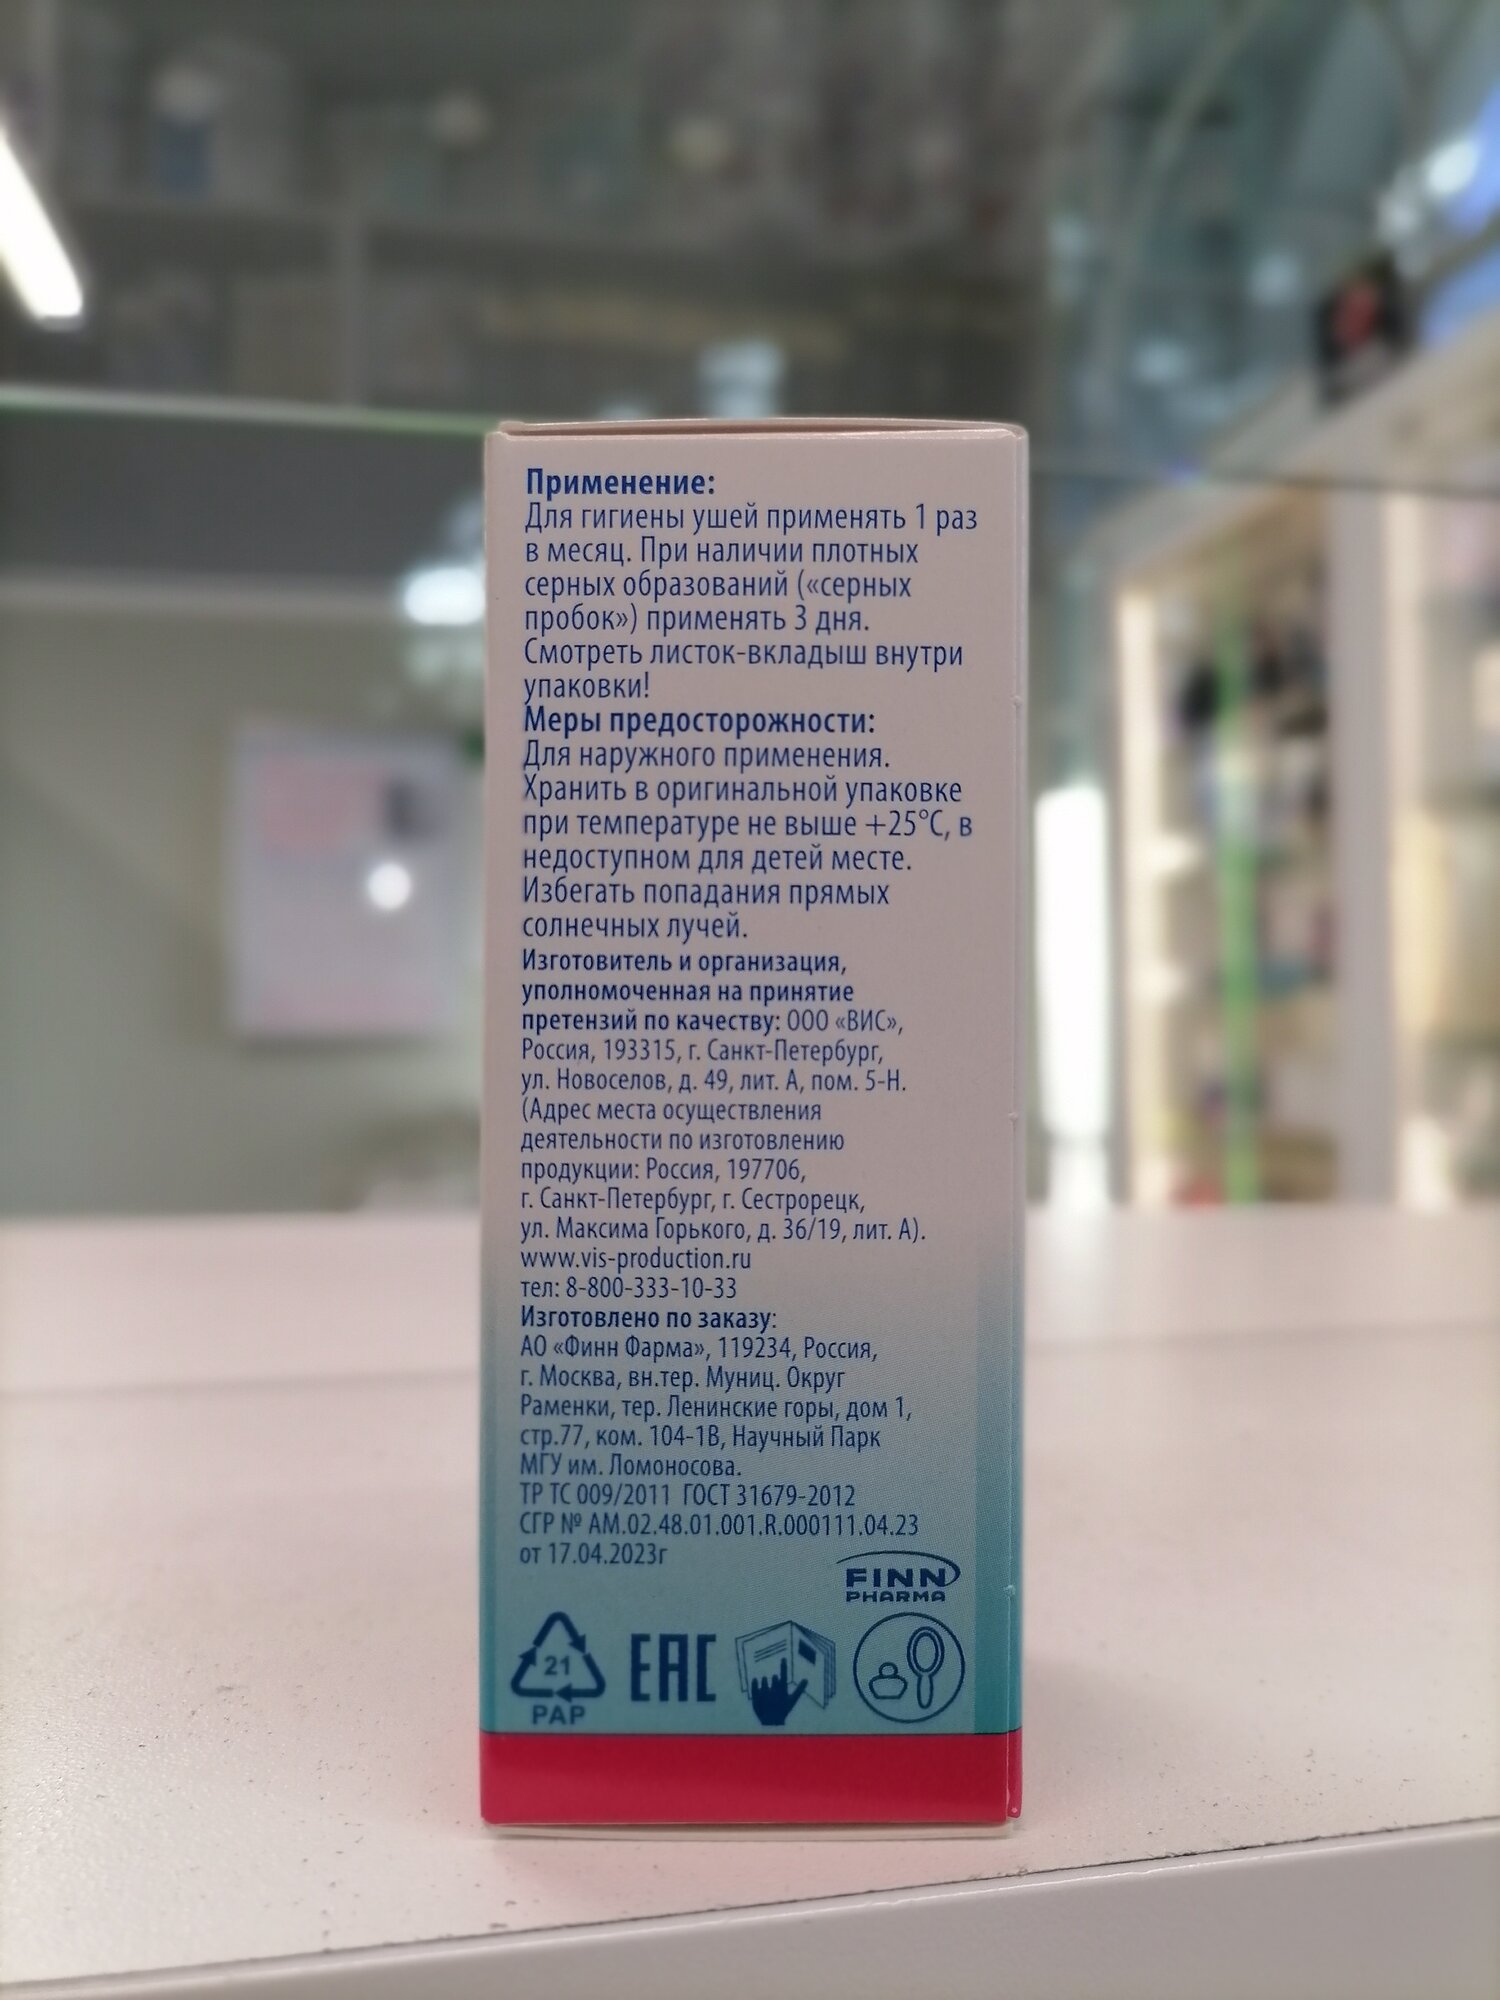 Применение:
Для гигиены ушей применять 1 раз
в месяц. При наличии плотных
серных образований («серных
пробок») применять 3 дня.
Смотреть листок-вкладыш внутри
упаковки!
Меры предосторожности:
Для наружного применения.
Хранить в оригинальной упаковке
при температуре не выше +25°C, в
недоступном для детей месте.
Избегать попадания прямых
солнечных лучей.
Изготовитель и организация,
уполномоченная на принятие
претензий по качеству: ООО «ВИС»,
Россия, 193315, г. Санкт-Петербург,
ул. Новоселов, д. 49, лит. А, пом. 5-Н.
(Адрес места осуществления
деятельности по изготовлению
продукции: Россия, 197706,
г. Санкт-Петербург, г. Сестрорецк,
ул. Максима Горького, д. 36/19, лит. А).
www.vis-production.ru
тел: 8-800-333-10-33
Изготовлено по заказу:
АО «Финн Фарма», 119234, Россия,
г. Москва, вн.тер. Муниц. Округ
Раменки, тер. Ленинские горы, дом 1,
стр.77, ком. 104-1В, Научный Парк
МГУ им. Ломоносова.
ТР ТС 009/2011 ГОСТ 31679-2012
СГР № AM.02.48.01.001.R.000111.04.23
от 17.04.2023г
FINN
PHARMA
21
PAP
EAC